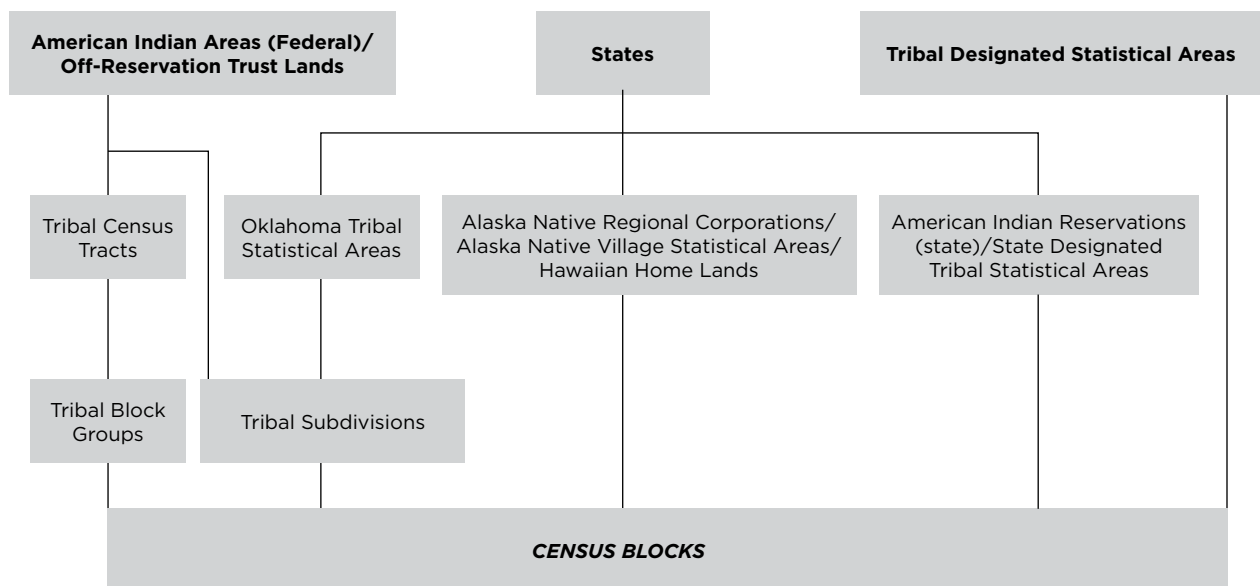 American Indian Areas (Federal)/
Off-Reservation Trust Lands
States
Tribal Designated Statistical Areas
Tribal Census
Tracts
Oklahoma Tribal
Statistical Areas
Alaska Native Regional Corporations/
Alaska Native Village Statistical Areas/
Hawaiian Home Lands
American Indian Reservations
(state)/State Designated
Tribal Statistical Areas
Tribal Block
Groups
Tribal Subdivisions
CENSUS BLOCKS